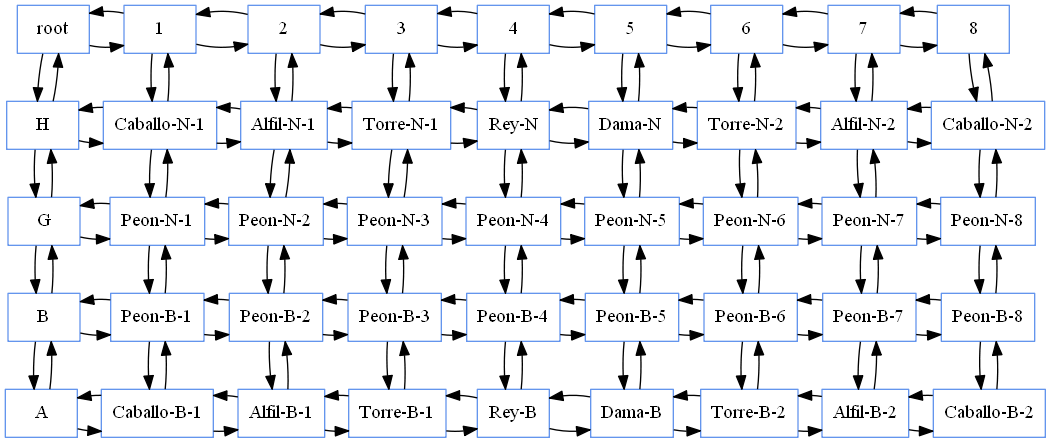 root 1 2 3 4 5 6 7 8
H Caballo-N-1 Alfil-N-1 Torre-N-1 Rey-N Dama-N Torre-N-2 Alfil-N-2 Caballo-N-2
G Peon-N-1 Peon-N-2 Peon-N-3 Peon-N-4 Peon-N-5 Peon-N-6 Peon-N-7 Peon-N-8
B Peon-B-1 Peon-B-2 Peon-B-3 Peon-B-4 Peon-B-5 Peon-B-6 Peon-B-7 Peon-B-8
A Caballo-B-1 Alfil-B-1 Torre-B-1 Rey-B Dama-B Torre-B-2 Alfil-B-2 Caballo-B-2